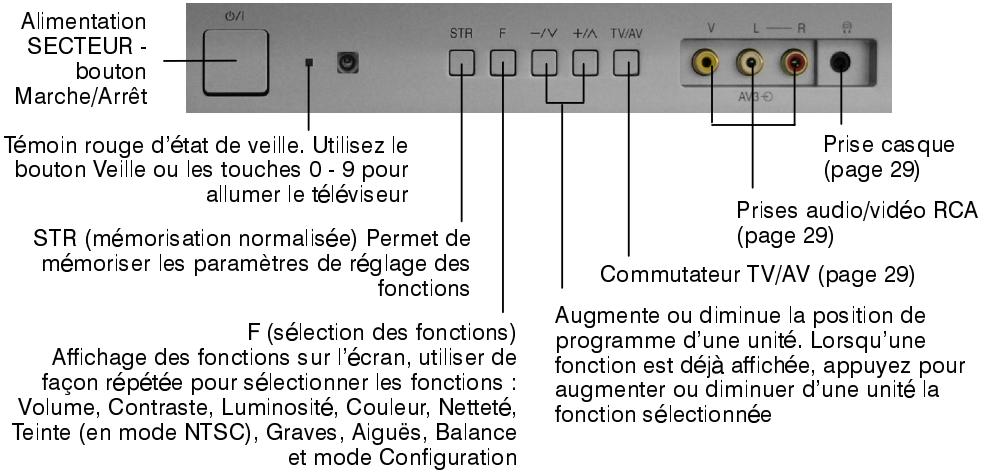 Alimentation
SECTEUR -
bouton
Marche/Arrêt
⏻/I
STR F −/∨ +/∧ TV/AV
V L R
AV3
Témoin rouge d'état de veille. Utilisez le
bouton Veille ou les touches 0 - 9 pour
allumer le téléviseur
Prise casque
(page 29)
Prises audio/vidéo RCA
(page 29)
STR (mémorisation normalisée) Permet de
mémoriser les paramètres de réglage des
fonctions
Commutateur TV/AV (page 29)
F (sélection des fonctions)
Affichage des fonctions sur l'écran, utiliser de
façon répétée pour sélectionner les fonctions :
Volume, Contraste, Luminosité, Couleur, Netteté,
Teinte (en mode NTSC), Graves, Aiguës, Balance
et mode Configuration
Augmente ou diminue la position de
programme d'une unité. Lorsqu'une
fonction est déjà affichée, appuyez pour
augmenter ou diminuer d'une unité la
fonction sélectionnée